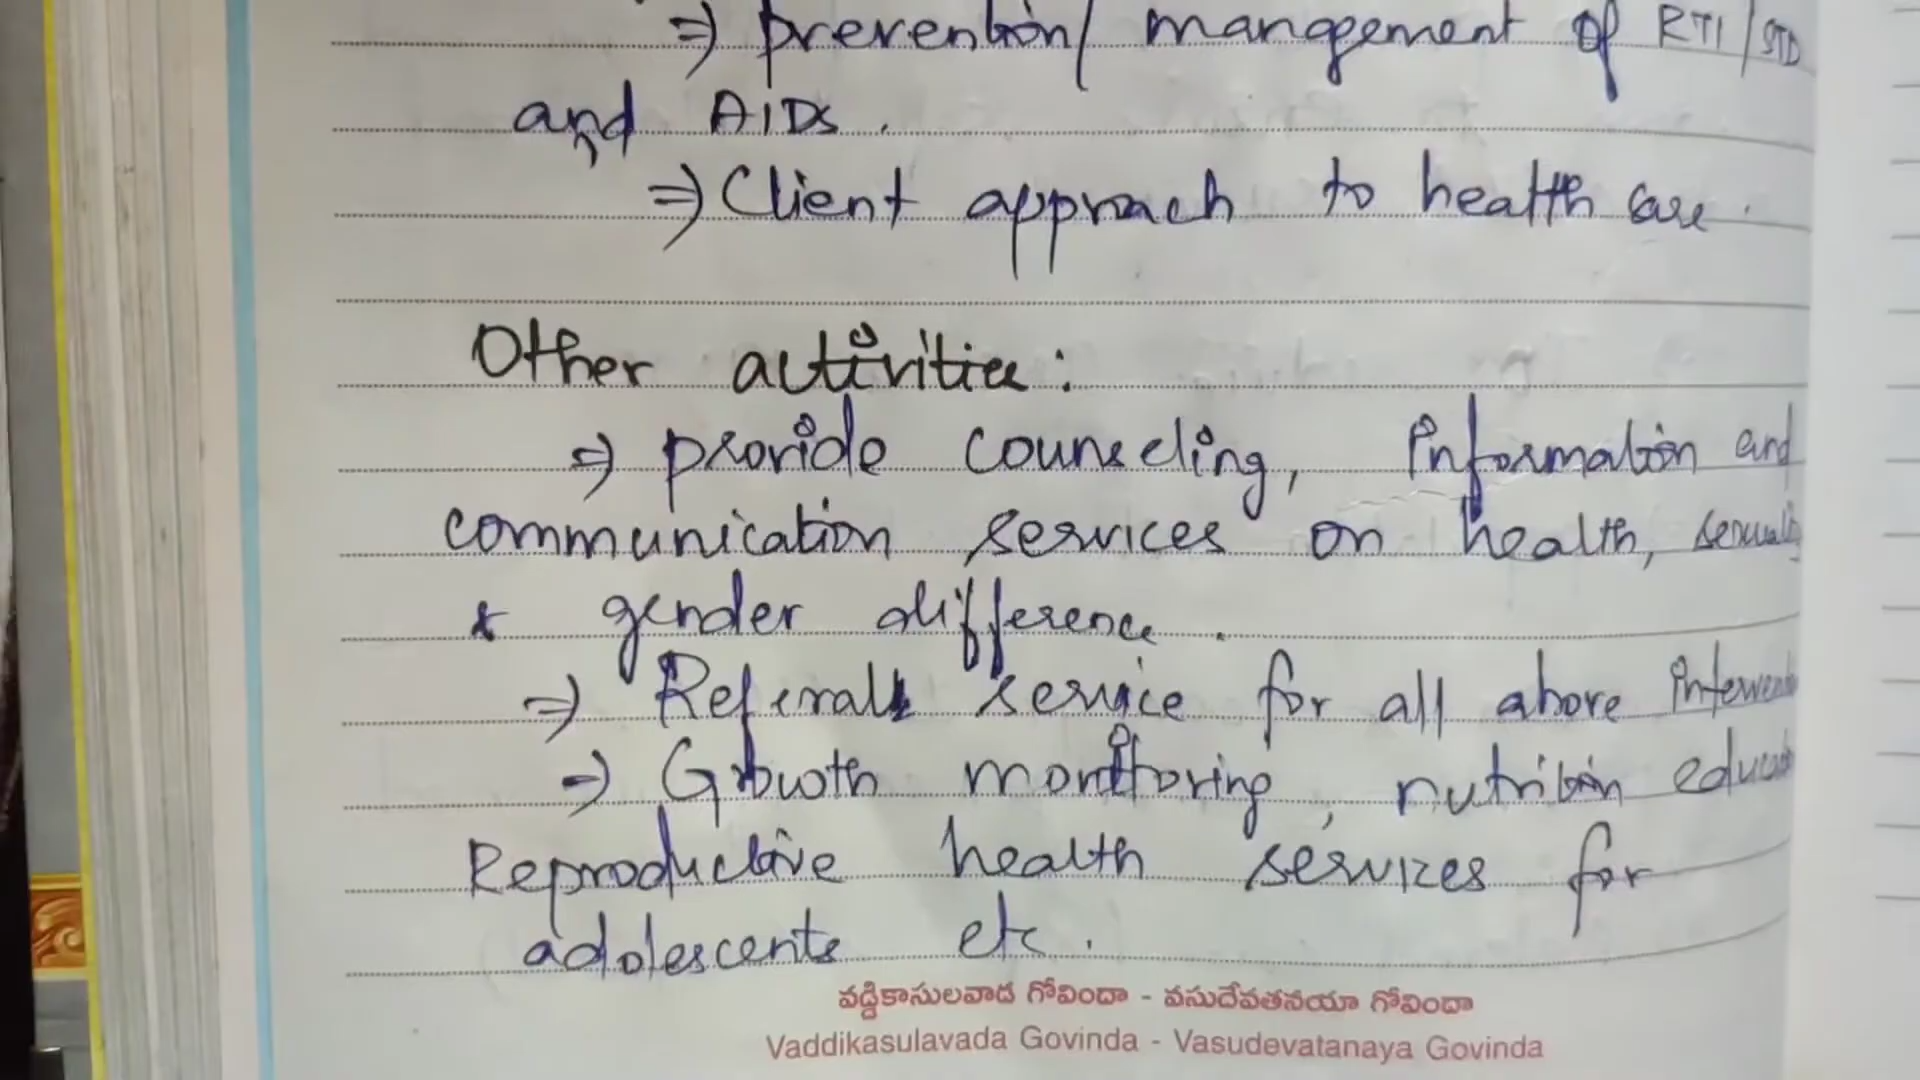 ⇒ prevention/ management of RTI/STD
and AIDs.
⇒ Client approach to health care.
Other activities:
⇒ provide counseling, information and
communication services on health, sexuality
& gender difference.
⇒ Referal service for all above
⇒ Growth monitoring, nutrition
Reproductive health services for
adolescents etc.
వడ్డికాసులవాడ గోవిందా - వసుదేవతనయా గోవిందా
Vaddikasulavada Govinda - Vasudevatanaya Govinda